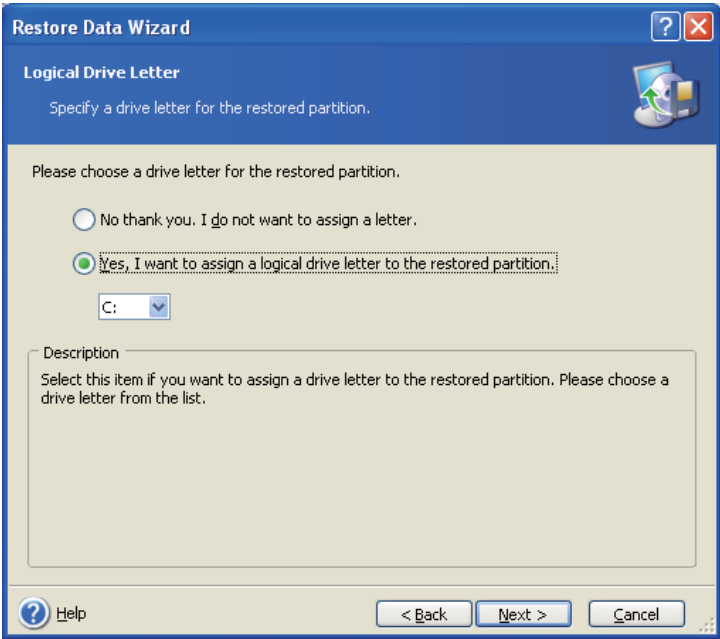 Restore Data Wizard
Logical Drive Letter
Specify a drive letter for the restored partition.
Please choose a drive letter for the restored partition.
No thank you. I do not want to assign a letter.
Yes, I want to assign a logical drive letter to the restored partition.
C:
Description
Select this item if you want to assign a drive letter to the restored partition. Please choose a
drive letter from the list.
Help
< Back
Next >
Cancel